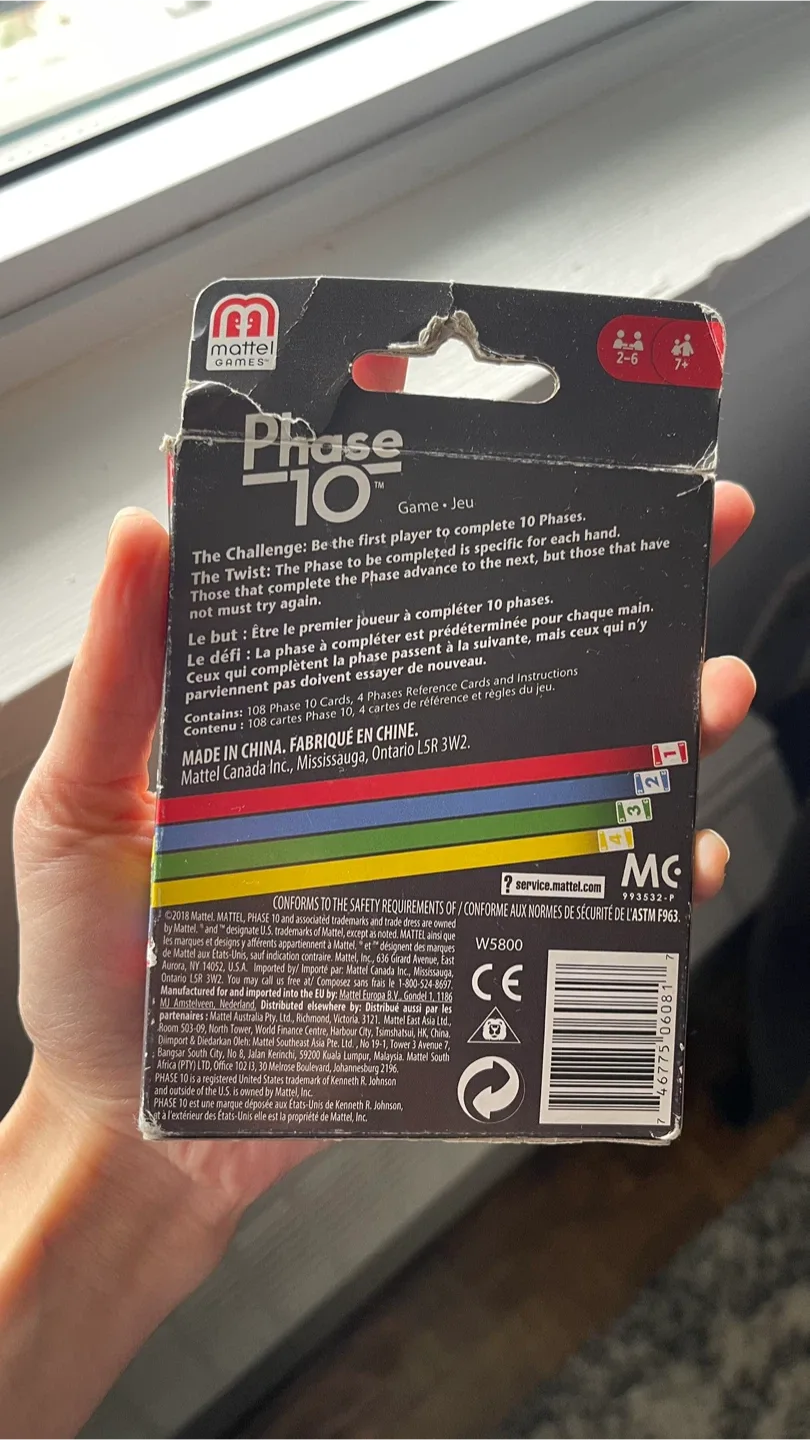 mattel
GAMES™
2-6
7+
Phase
10™
Game • Jeu
The Challenge: Be the first player to complete 10 Phases.
The Twist: The Phase to be completed is specific for each hand.
Those that complete the Phase advance to the next, but those that have
not must try again.
Le but : Être le premier joueur à compléter 10 phases.
Le défi : La phase à compléter est prédéterminée pour chaque main.
Ceux qui complètent la phase passent à la suivante, mais ceux qui n'y
parviennent pas doivent essayer de nouveau.
Contains: 108 Phase 10 Cards, 4 Phases Reference Cards and Instructions
Contenu : 108 cartes Phase 10, 4 cartes de référence et règles du jeu.
MADE IN CHINA. FABRIQUÉ EN CHINE.
Mattel Canada Inc., Mississauga, Ontario L5R 3W2.
1
2
3
4
? service.mattel.com
MC
993532-P
CONFORMS TO THE SAFETY REQUIREMENTS OF / CONFORME AUX NORMES DE SÉCURITÉ DE L'ASTM F963.
©2018 Mattel. MATTEL, PHASE 10 and associated trademarks and trade dress are owned
by Mattel. ® and ™ designate U.S. trademarks of Mattel, except as noted. MATTEL ainsi que
les marques et designs y afférents appartiennent à Mattel. ® et ™ désignent des marques
de Mattel aux États-Unis, sauf indication contraire. Mattel, Inc., 636 Girard Avenue, East
Aurora, NY 14052, U.S.A. Imported by/ Importé par: Mattel Canada Inc., Mississauga,
Ontario L5R 3W2. You may call us free at/ Composez sans frais le 1-800-524-8697.
Manufactured for and imported into the EU by: Mattel Europa B.V., Gondel 1, 1186
MJ Amstelveen, Nederland. Distributed elsewhere by: Distribué aussi par les
partenaires : Mattel Australia Pty. Ltd., Richmond, Victoria. 3121. Mattel East Asia Ltd.,
Room 503-09, North Tower, World Finance Centre, Harbour City, Tsimshatsui, HK, China.
Diimport & Diedarkan Oleh: Mattel Southeast Asia Pte. Ltd., No 19-1, Tower 3 Avenue 7,
Bangsar South City, No 8, Jalan Kerinchi, 59200 Kuala Lumpur, Malaysia. Mattel South
Africa (PTY) LTD, Office 102 I3, 30 Melrose Boulevard, Johannesburg 2196.
PHASE 10 is a registered United States trademark of Kenneth R. Johnson
and outside of the U.S. is owned by Mattel, Inc.
PHASE 10 est une marque déposée aux États-Unis de Kenneth R. Johnson,
et à l'extérieur des États-Unis elle est la propriété de Mattel, Inc.
W5800
CE
7 46775 06081 7